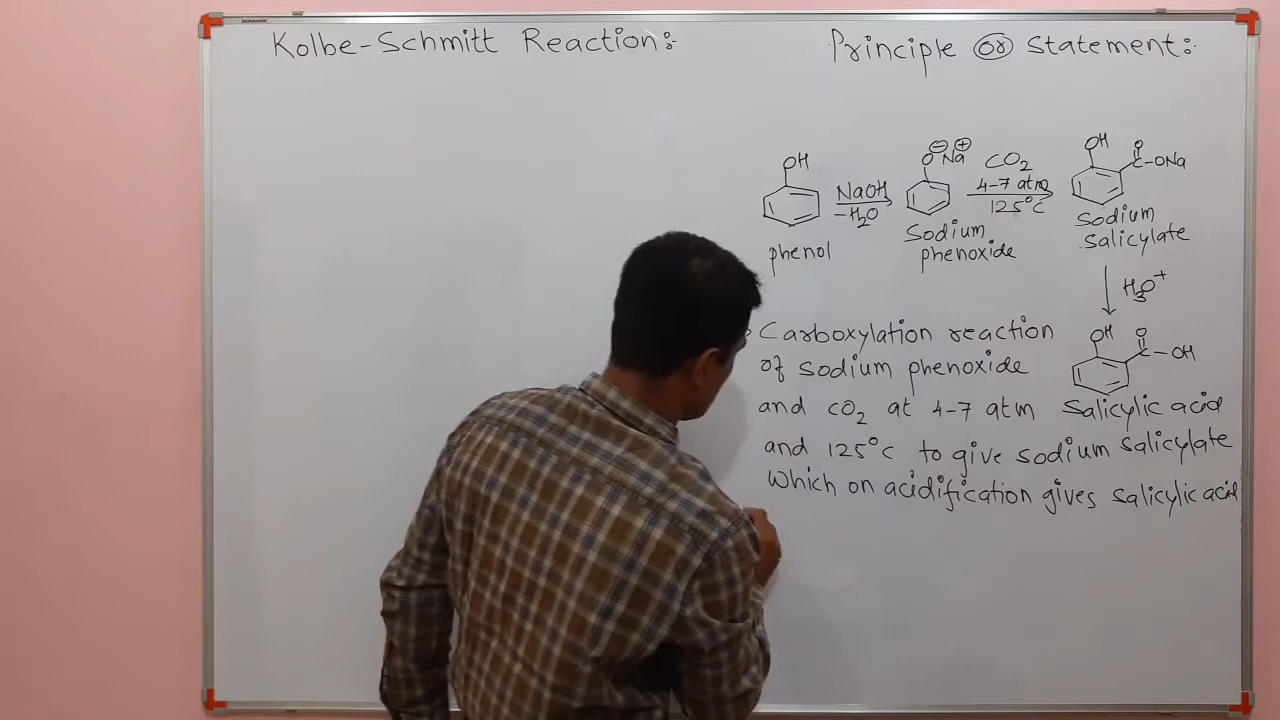 SIGNAMARK
Kolbe-Schmitt Reaction:-
Principle or Statement:-
OH
phenol
NaOH
-H2O
⊖ ⊕
O Na
Sodium
phenoxide
CO2
4-7 atm
125°C
OH
O
C-ONa
Sodium
salicylate
H3O+
OH
O
C-OH
Salicylic acid
Carboxylation reaction
of sodium phenoxide
and CO2 at 4-7 atm
and 125°C to give sodium salicylate
Which on acidification gives salicylic acid